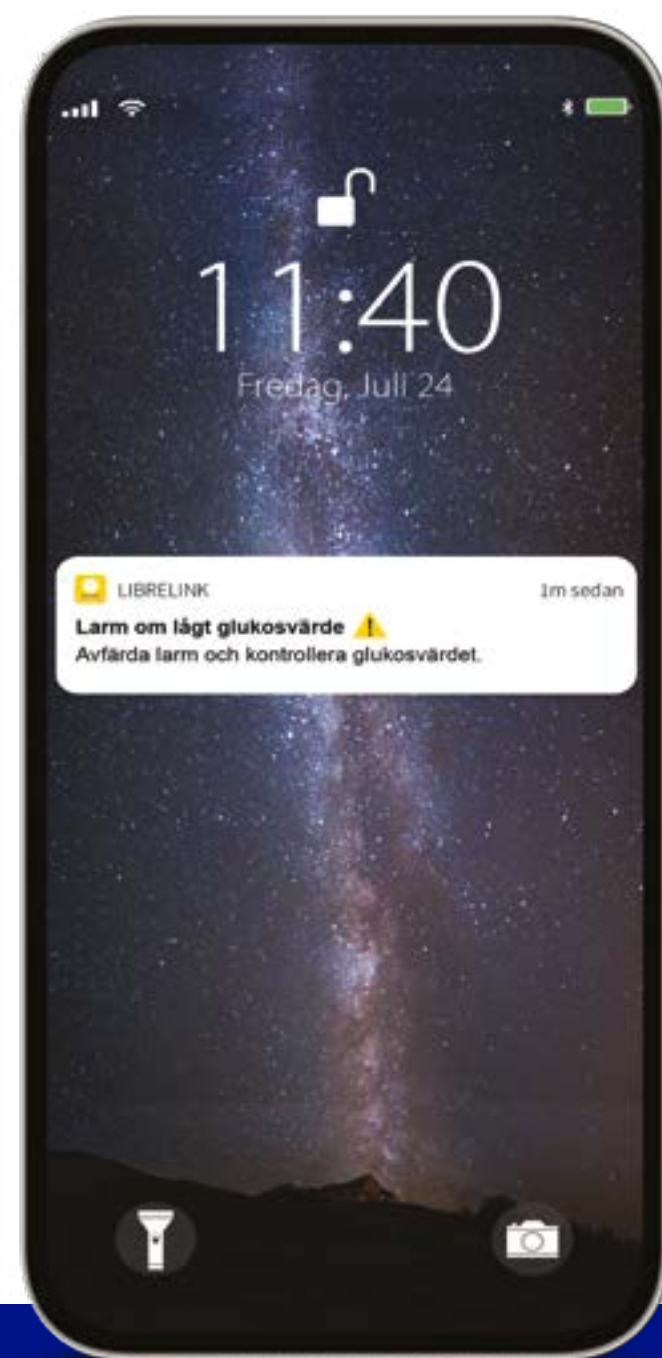 11:40
Fredag, Juli 24
LIBRELINK
1m sedan
Larm om lågt glukosvärde
Avfärda larm och kontrollera glukosvärdet.